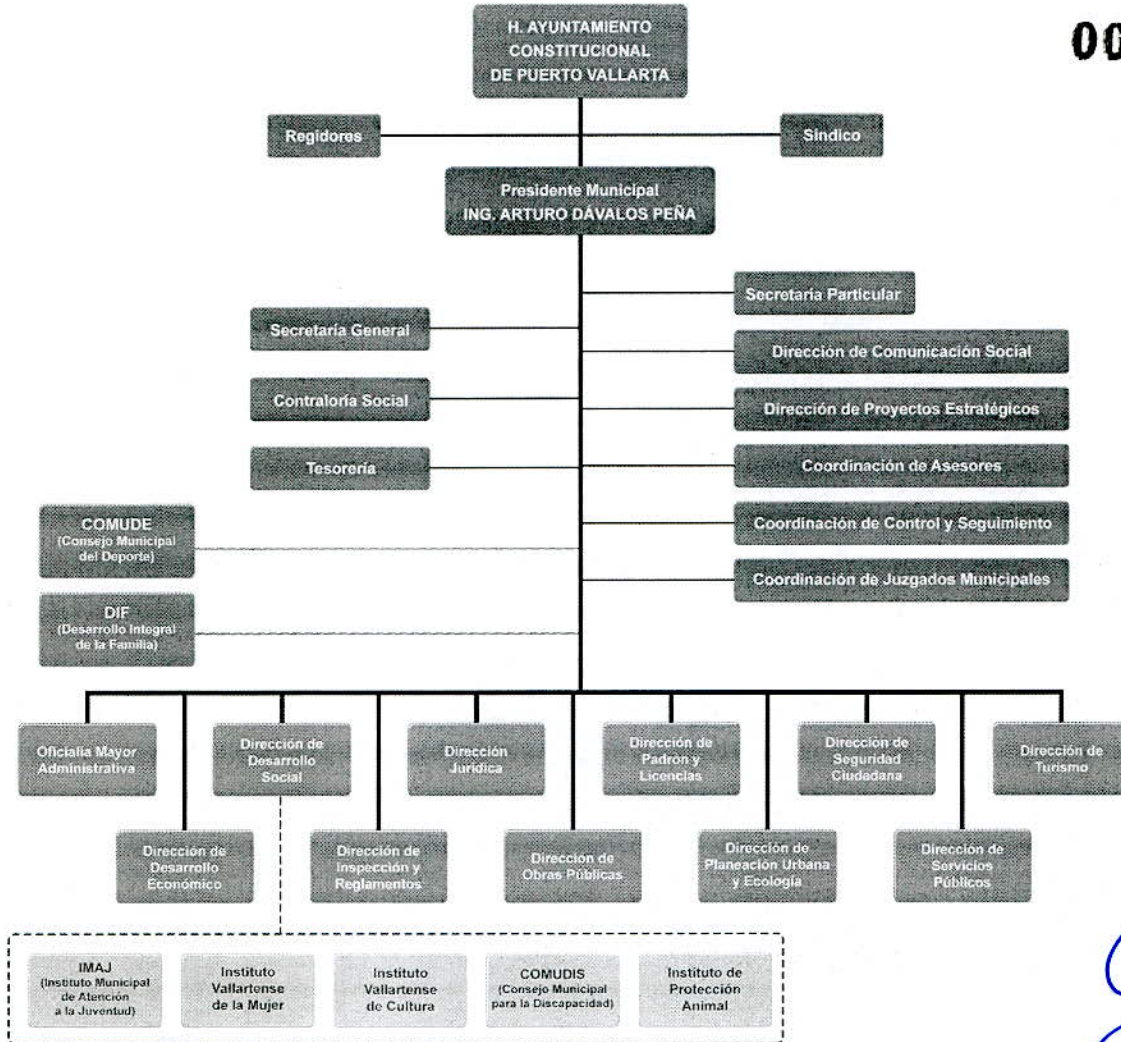 H. AYUNTAMIENTO
CONSTITUCIONAL
DE PUERTO VALLARTA
00
Regidores
Síndico
Presidente Municipal
ING. ARTURO DÁVALOS PEÑA
Secretaría Particular
Secretaría General
Dirección de Comunicación Social
Contraloría Social
Dirección de Proyectos Estratégicos
Tesorería
Coordinación de Asesores
COMUDE
(Consejo Municipal
del Deporte)
Coordinación de Control y Seguimiento
Coordinación de Juzgados Municipales
DIF
(Desarrollo Integral
de la Familia)
Oficialía Mayor
Administrativa
Dirección de
Desarrollo
Social
Dirección
Jurídica
Dirección de
Padrón y
Licencias
Dirección de
Seguridad
Ciudadana
Dirección de
Turismo
Dirección de
Desarrollo
Económico
Dirección de
Inspección y
Reglamentos
Dirección de
Obras Públicas
Dirección de
Planeación Urbana
y Ecología
Dirección de
Servicios
Públicos
IMAJ
(Instituto Municipal
de Atención
a la Juventud)
Instituto
Vallartense
de la Mujer
Instituto
Vallartense
de Cultura
COMUDIS
(Consejo Municipal
para la Discapacidad)
Instituto de
Protección
Animal